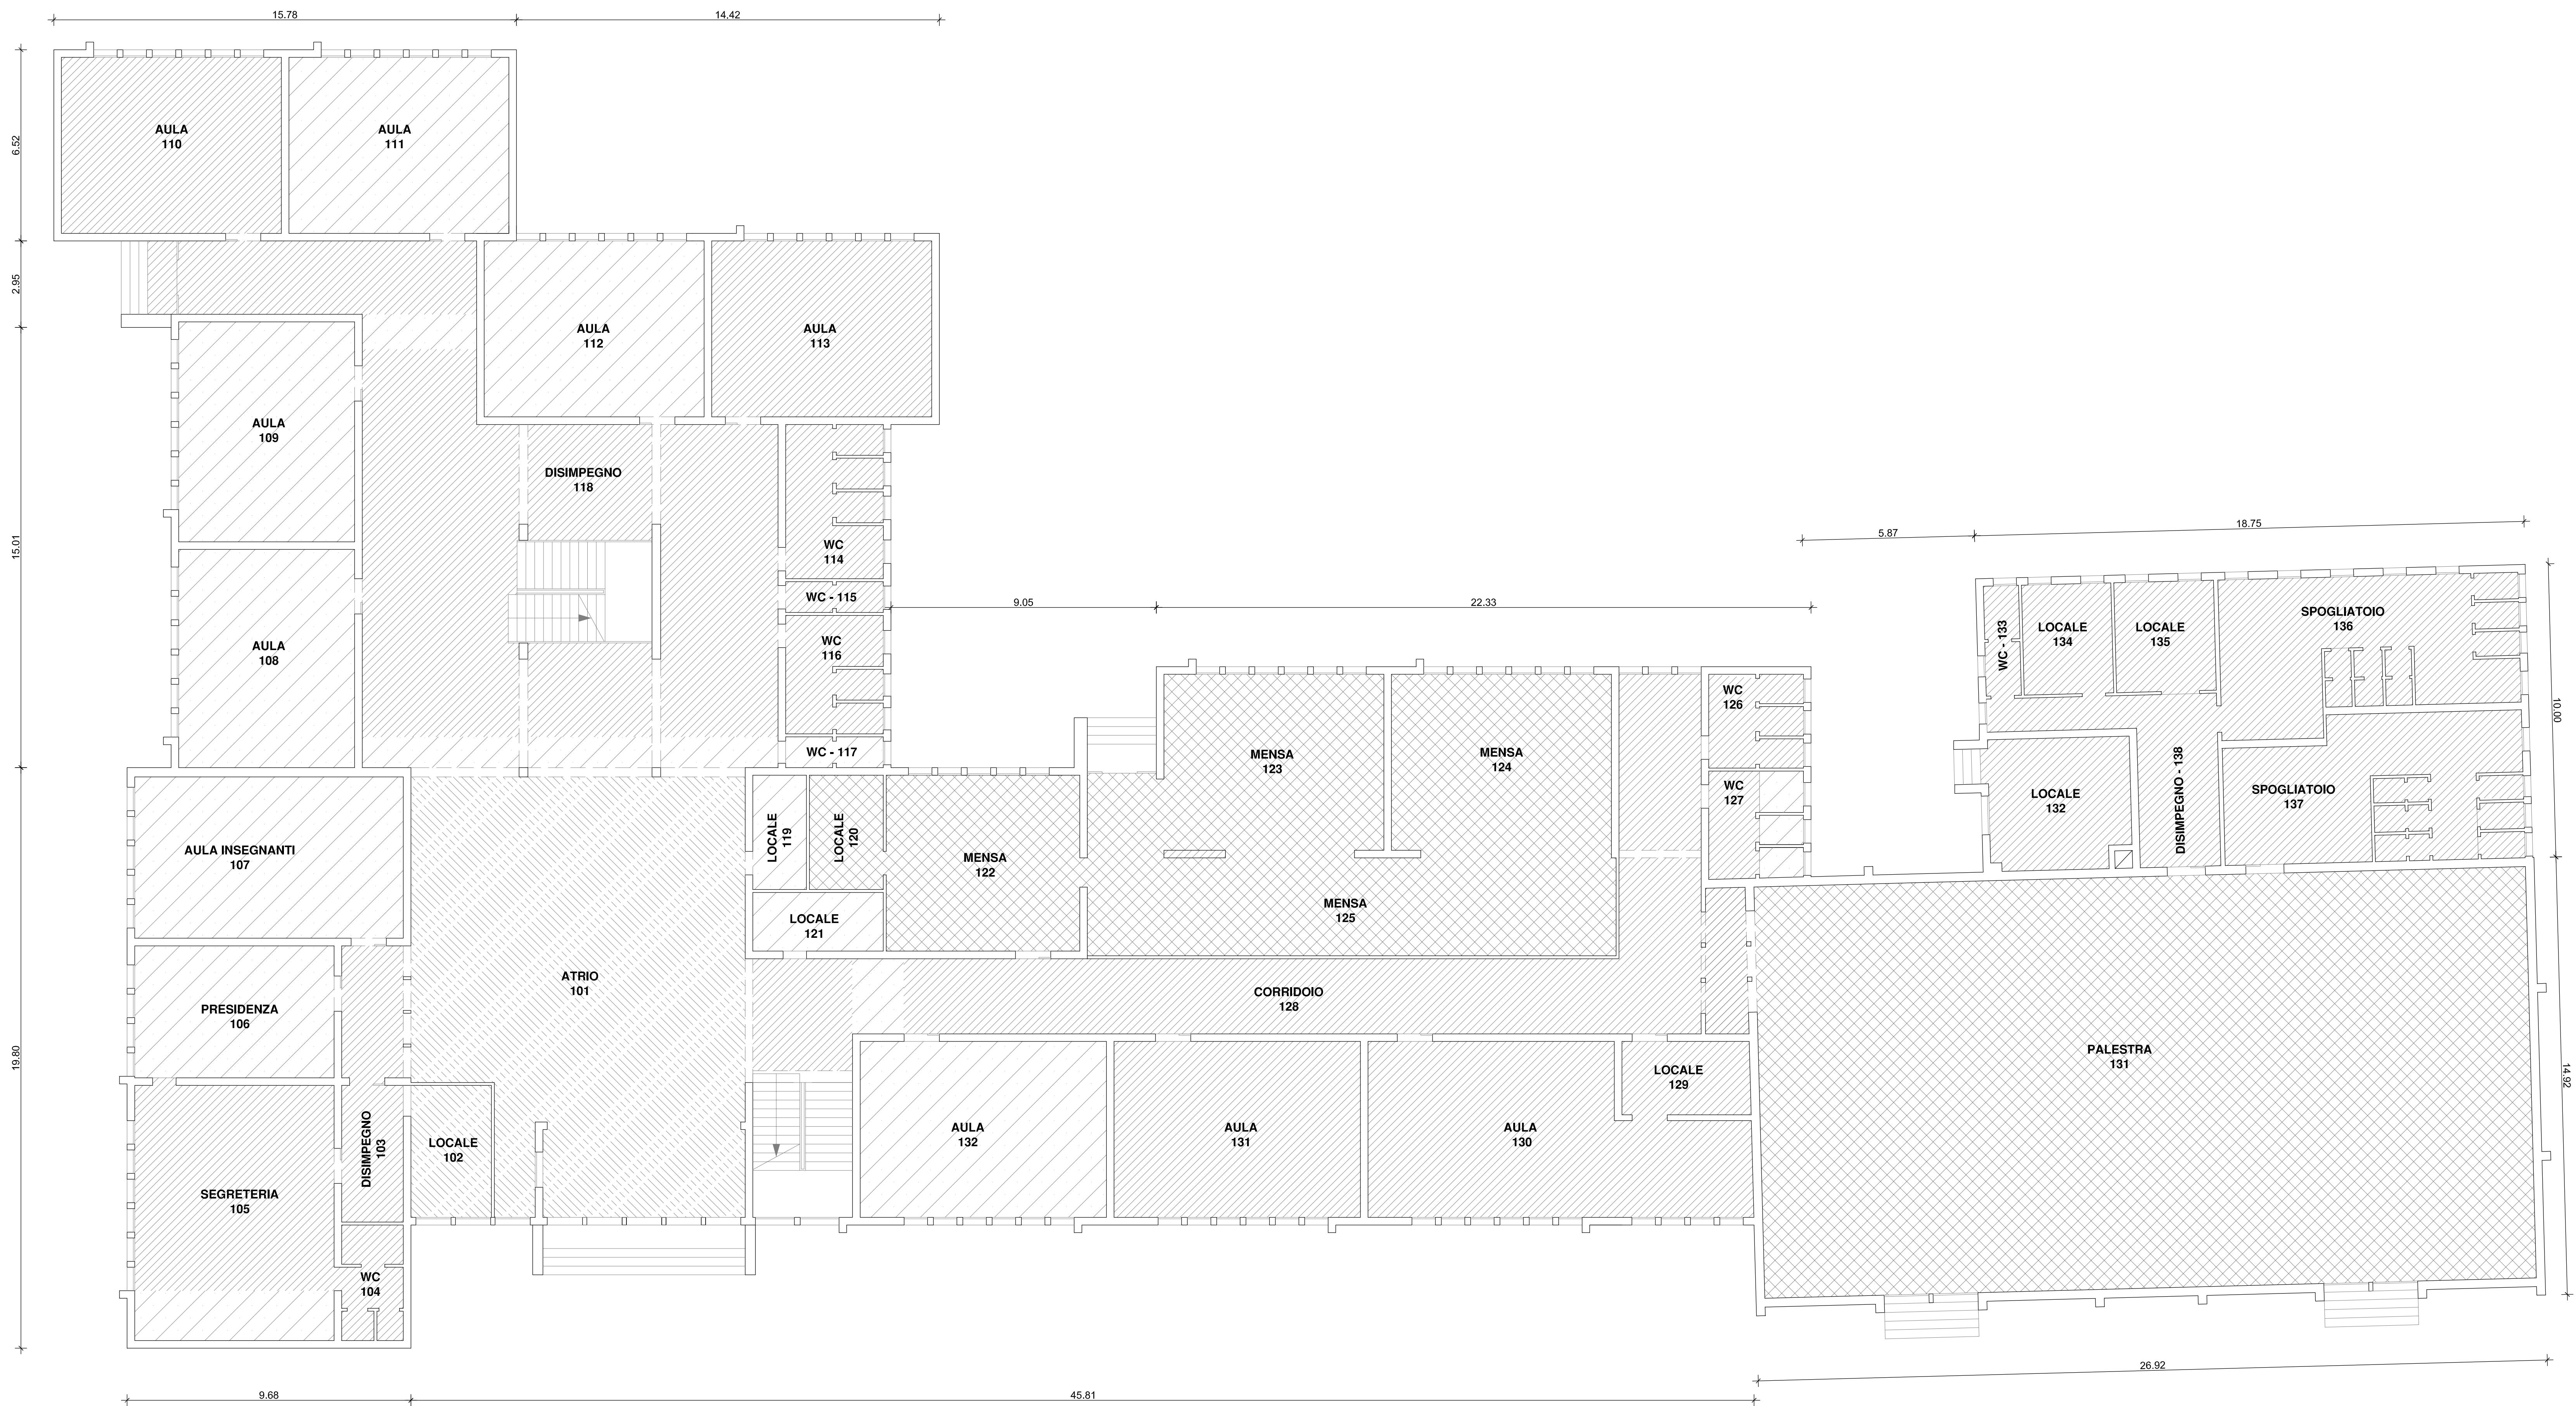 15.78
14.42
6.52
2.95
15.01
19.80
AULA
110
AULA
111
AULA
112
AULA
113
AULA
109
DISIMPEGNO
118
WC
114
WC - 115
WC
116
WC - 117
AULA
108
9.05
22.33
5.87
18.75
10.00
14.92
WC - 133
LOCALE
134
LOCALE
135
SPOGLIATOIO
136
LOCALE
132
DISIMPEGNO - 138
SPOGLIATOIO
137
WC
126
WC
127
MENSA
123
MENSA
124
AULA INSEGNANTI
107
LOCALE
119
LOCALE
120
MENSA
122
LOCALE
121
MENSA
125
ATRIO
101
PRESIDENZA
106
CORRIDOIO
128
PALESTRA
131
LOCALE
129
AULA
132
AULA
131
AULA
130
DISIMPEGNO
103
LOCALE
102
SEGRETERIA
105
WC
104
9.68
45.81
26.92